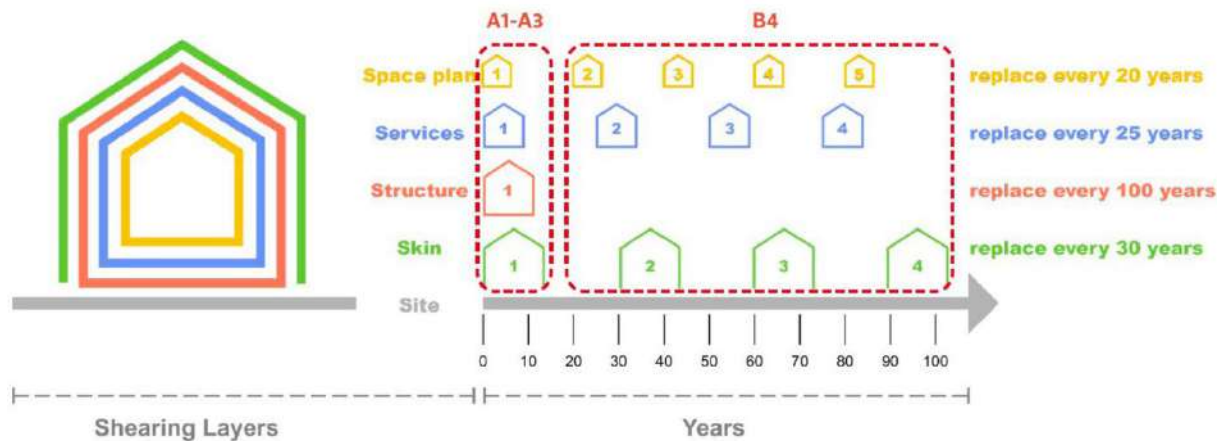 A1-A3 B4
Space plan 1 2 3 4 5 replace every 20 years
Services 1 2 3 4 replace every 25 years
Structure 1 replace every 100 years
Skin 1 2 3 4 replace every 30 years
Site
0 10 20 30 40 50 60 70 80 90 100
Shearing Layers Years